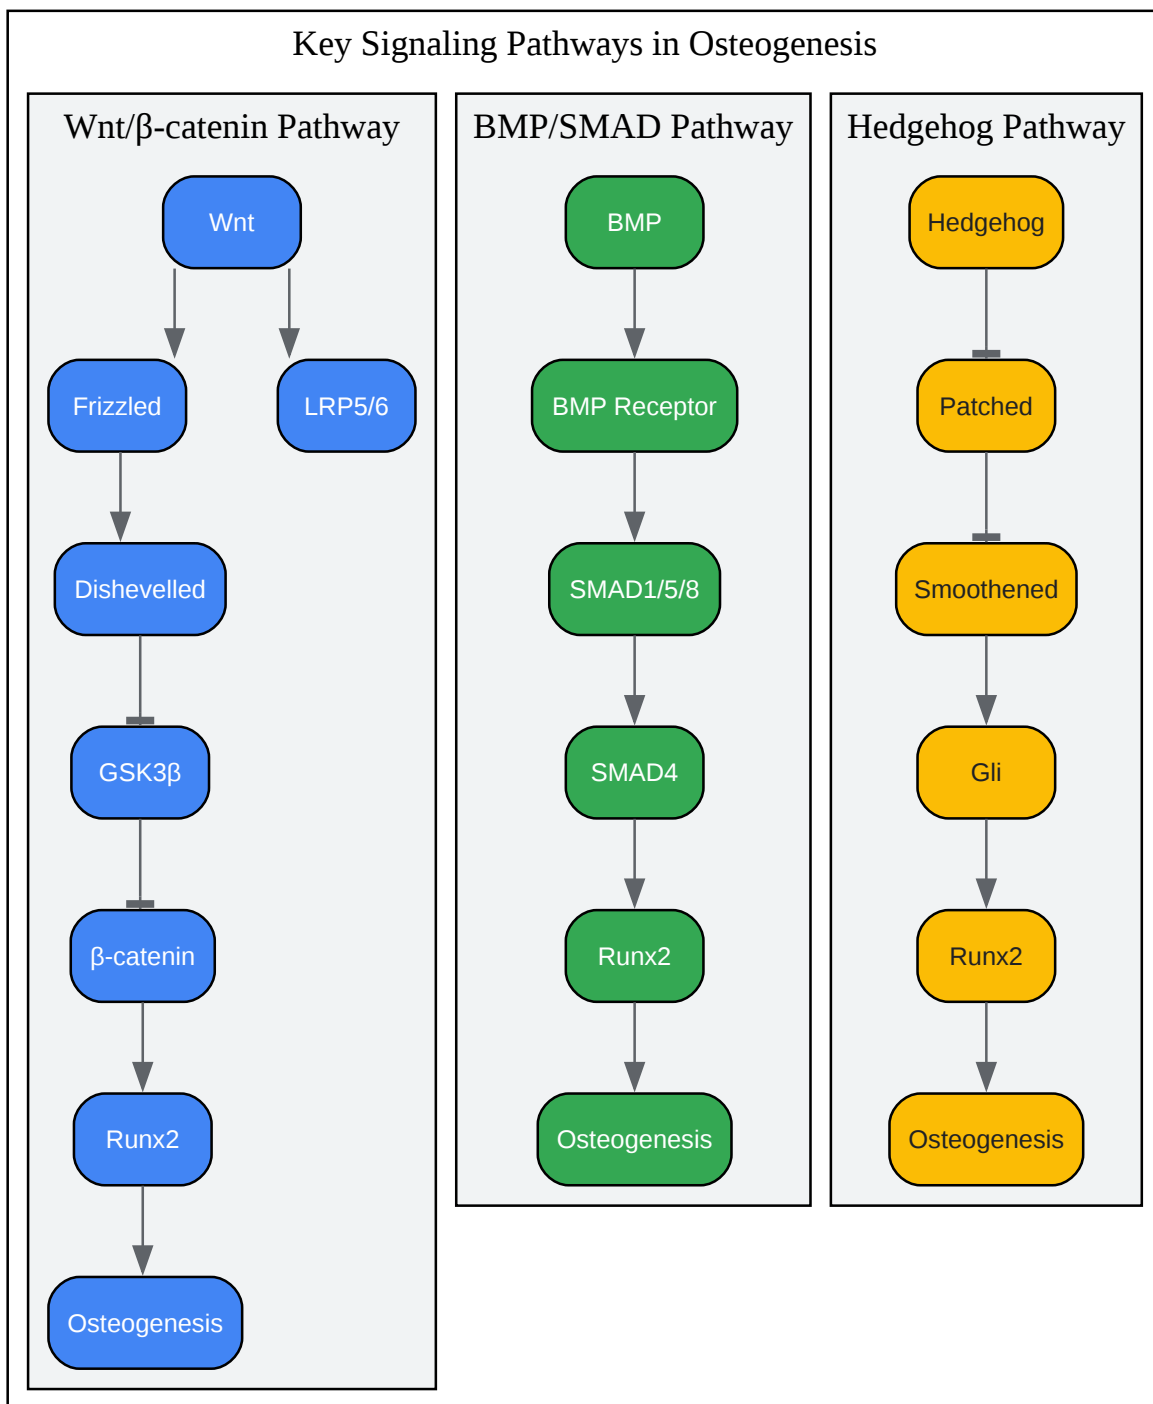 Key Signaling Pathways in Osteogenesis
Wnt/β-catenin Pathway
Wnt
Frizzled
LRP5/6
Dishevelled
GSK3β
β-catenin
Runx2
Osteogenesis
BMP/SMAD Pathway
BMP
BMP Receptor
SMAD1/5/8
SMAD4
Runx2
Osteogenesis
Hedgehog Pathway
Hedgehog
Patched
Smoothened
Gli
Runx2
Osteogenesis